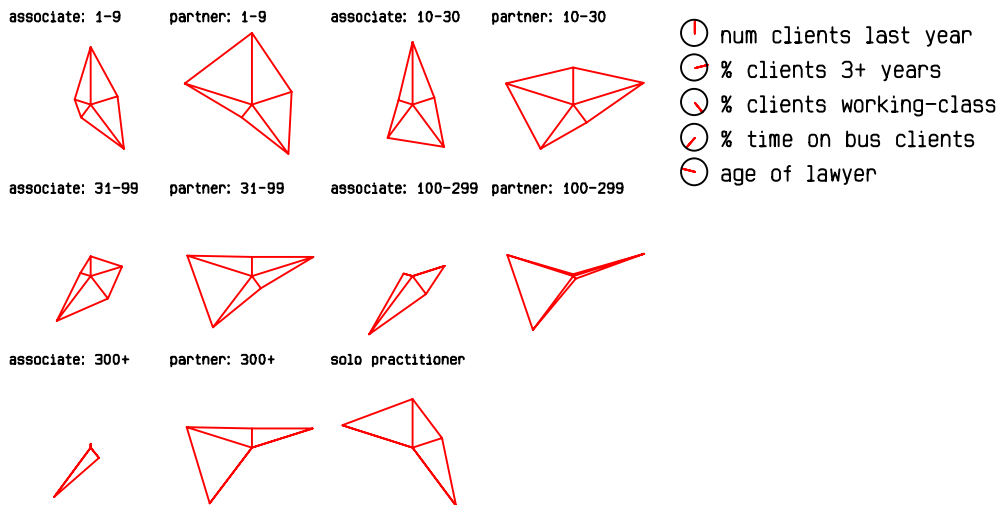 associate: 1-9
partner: 1-9
associate: 10-30
partner: 10-30
num clients last year
% clients 3+ years
% clients working-class
% time on bus clients
age of lawyer
associate: 31-99
partner: 31-99
associate: 100-299
partner: 100-299
associate: 300+
partner: 300+
solo practitioner